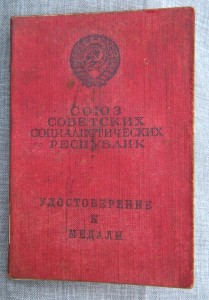 СОЮЗ
СОВЕТСКИХ
СОЦИАЛИСТИЧЕСКИХ
РЕСПУБЛИК
УДОСТОВЕРЕНИЕ
К
МЕДАЛИ